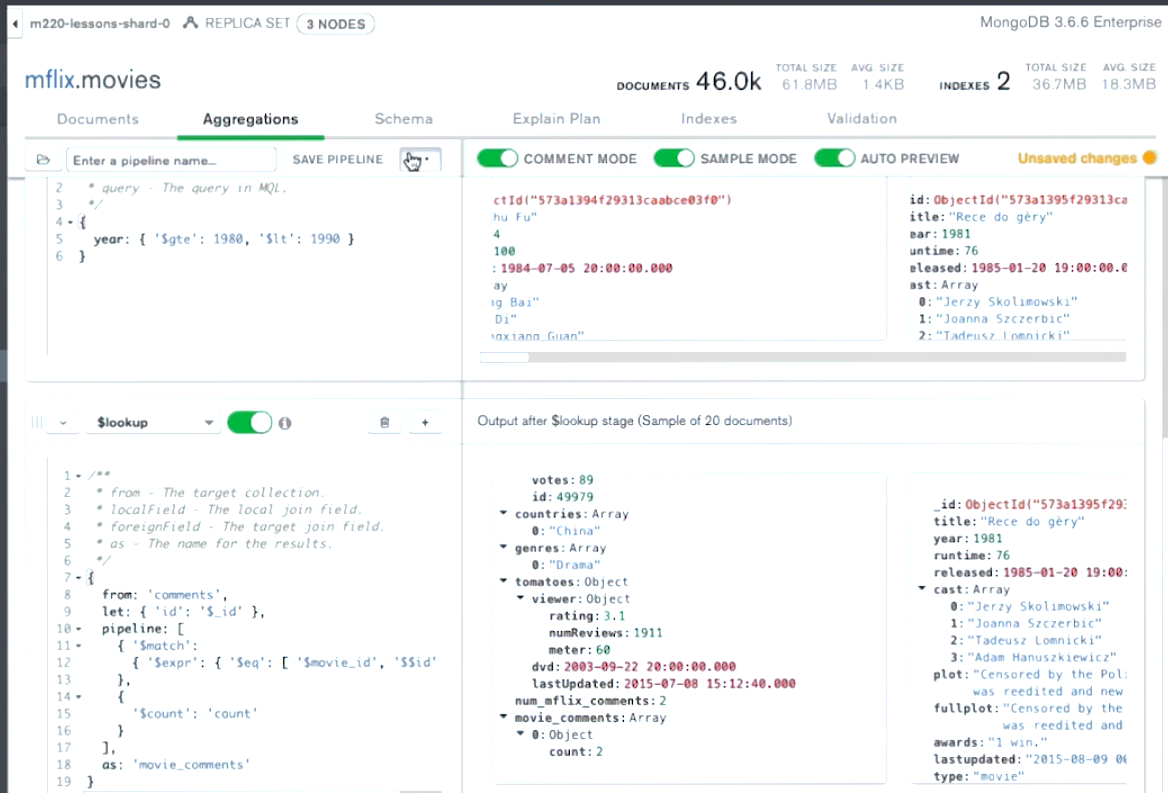 m220-lessons-shard-0 REPLICA SET 3 NODES MongoDB 3.6.6 Enterprise
mflix.movies
DOCUMENTS 46.0k TOTAL SIZE 61.8MB AVG. SIZE 1.4KB INDEXES 2 TOTAL SIZE 36.7MB AVG. SIZE 18.3MB
Documents Aggregations Schema Explain Plan Indexes Validation
Enter a pipeline name... SAVE PIPELINE COMMENT MODE SAMPLE MODE AUTO PREVIEW Unsaved changes
2 * query - The query in MQL.
3 */
4 {
5 year: { '$gte': 1980, '$lt': 1990 }
6 }
ctId("573a1394f29313caabce03f0")
hu Fu"
4
100
:1984-07-05 20:00:00.000
ay
ng Bai"
Di"
ngxiang Guan"
id:ObjectId("573a1395f29313ca
itle:"Rece do gèry"
ear:1981
untime:76
eleased:1985-01-20 19:00:00.0
ast:Array
0:"Jerzy Skolimowski"
1:"Joanna Szczerbic"
2:"Tadeusz Lomnicki"
$lookup
Output after $lookup stage (Sample of 20 documents)
1 /**
2 * from - The target collection.
3 * localField - The local join field.
4 * foreignField - The target join field.
5 * as - The name for the results.
6 */
7 {
8 from: 'comments',
9 let: { 'id': '$_id' },
10 pipeline: [
11 { '$match':
12 { '$expr': { '$eq': [ '$movie_id', '$$id'
13 },
14 {
15 '$count': 'count'
16 }
17 ],
18 as: 'movie_comments'
19 }
votes:89
id:49979
countries:Array
0:"China"
genres:Array
0:"Drama"
tomatoes:Object
viewer:Object
rating:3.1
numReviews:1911
meter:60
dvd:2003-09-22 20:00:00.000
lastUpdated:2015-07-08 15:12:40.000
num_mflix_comments:2
movie_comments:Array
0:Object
count:2
_id:ObjectId("573a1395f293
title:"Rece do gèry"
year:1981
runtime:76
released:1985-01-20 19:00:
cast:Array
0:"Jerzy Skolimowski"
1:"Joanna Szczerbic"
2:"Tadeusz Lomnicki"
3:"Adam Hanuszkiewicz"
plot:"Censored by the Pol
was reedited and new
fullplot:"Censored by the
was reedited and
awards:"1 win."
lastupdated:"2015-08-09 00
type:"movie"